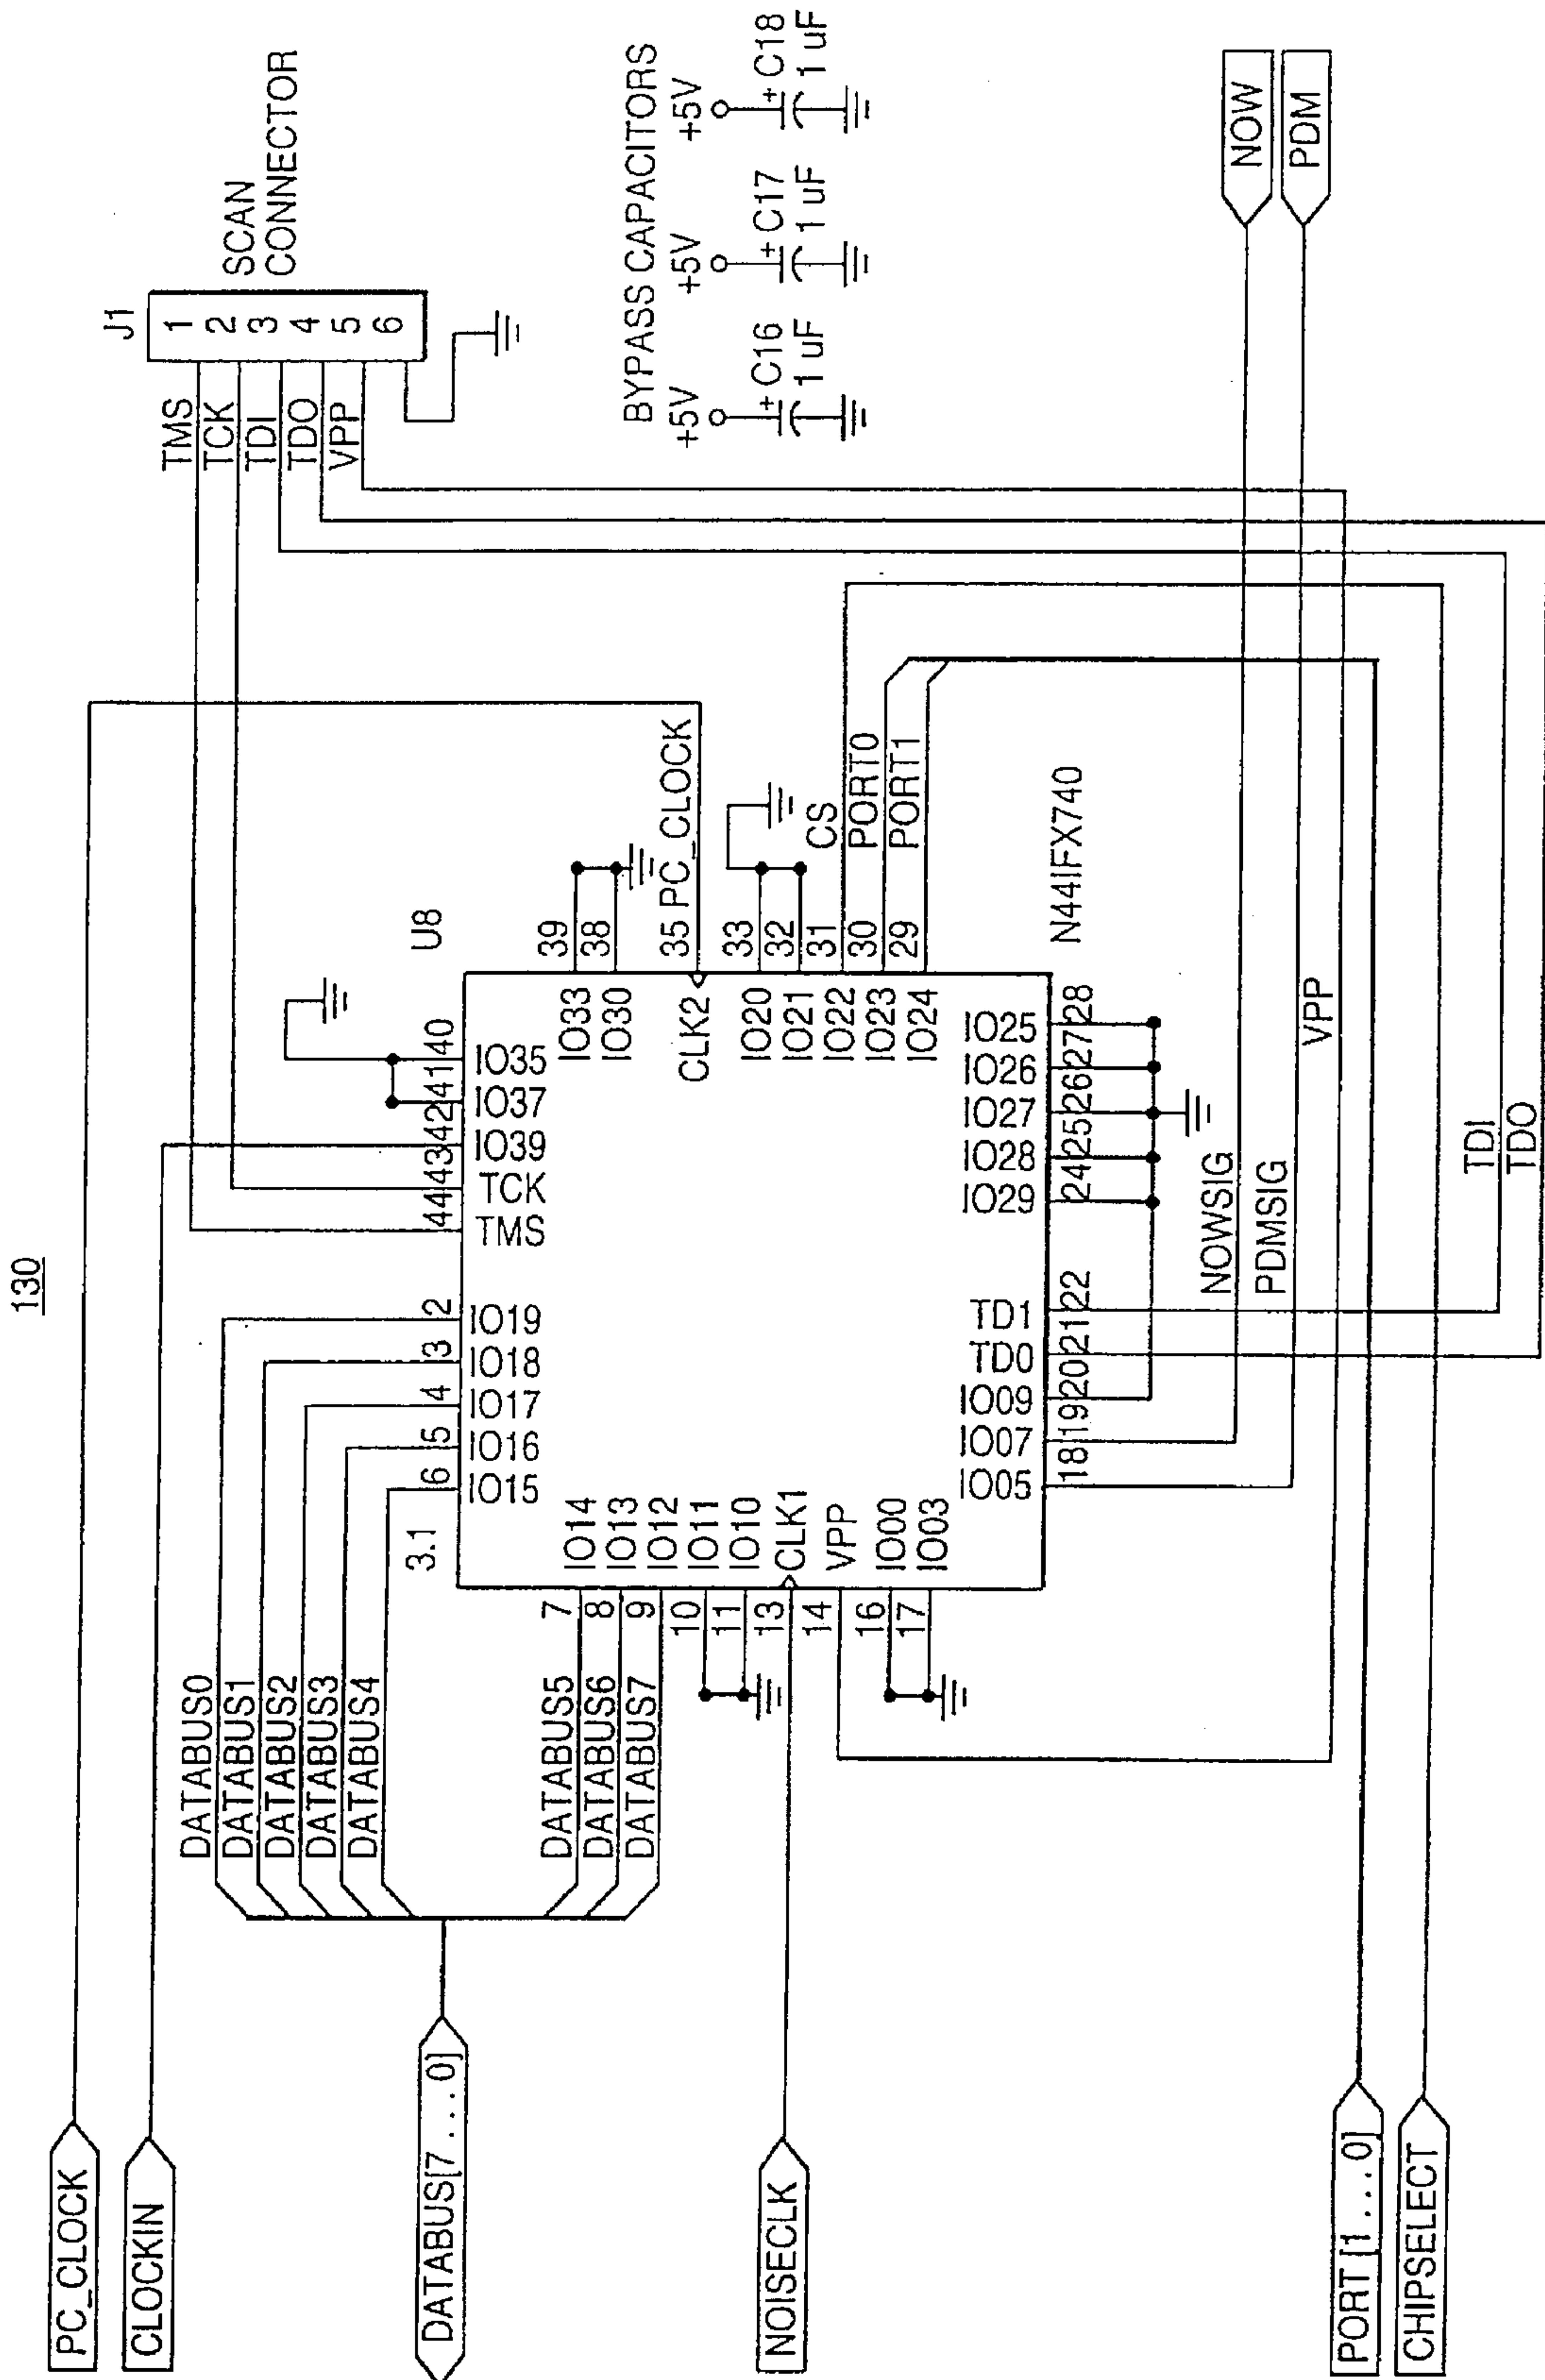 130
PC_CLOCK
CLOCKIN
DATABUS[7 . . . . 0]
NOISECLK
PORT [1 . . . . 0]
CHIPSELECT
DATABUS0
DATABUS1
DATABUS2
DATABUS3
DATABUS4
DATABUS5
DATABUS6
DATABUS7
3.1
6 5 4 3 2
44 43 42 41 40
IO15
IO16
IO17
IO18
IO19
TMS
TCK
IO39
IO37
IO35
U8
7 IO14
8 IO13
9 IO12
10 IO11
11 IO10
13 CLK1
14 VPP
16 IO00
17 IO03
IO33 39
IO30 38
CLK2 35 PC_CLOCK
IO20 33
IO21 32
IO22 31 CS
IO23 30 PORT0
IO24 29 PORT1
IO05
IO07
IO09
TD0
TD1
IO29
IO28
IO27
IO26
IO25
18 19 20 21 22
24 25 26 27 28
N44IFX740
NOWSIG
PDMSIG
VPP
TDI
TDO
J1
TMS 1
TCK 2
TDI 3
TDO 4
VPP 5
6
SCAN
CONNECTOR
BYPASS CAPACITORS
+5V +5V +5V
+ C16 + C17 + C18
1 uF 1 uF 1 uF
NOW
PDM